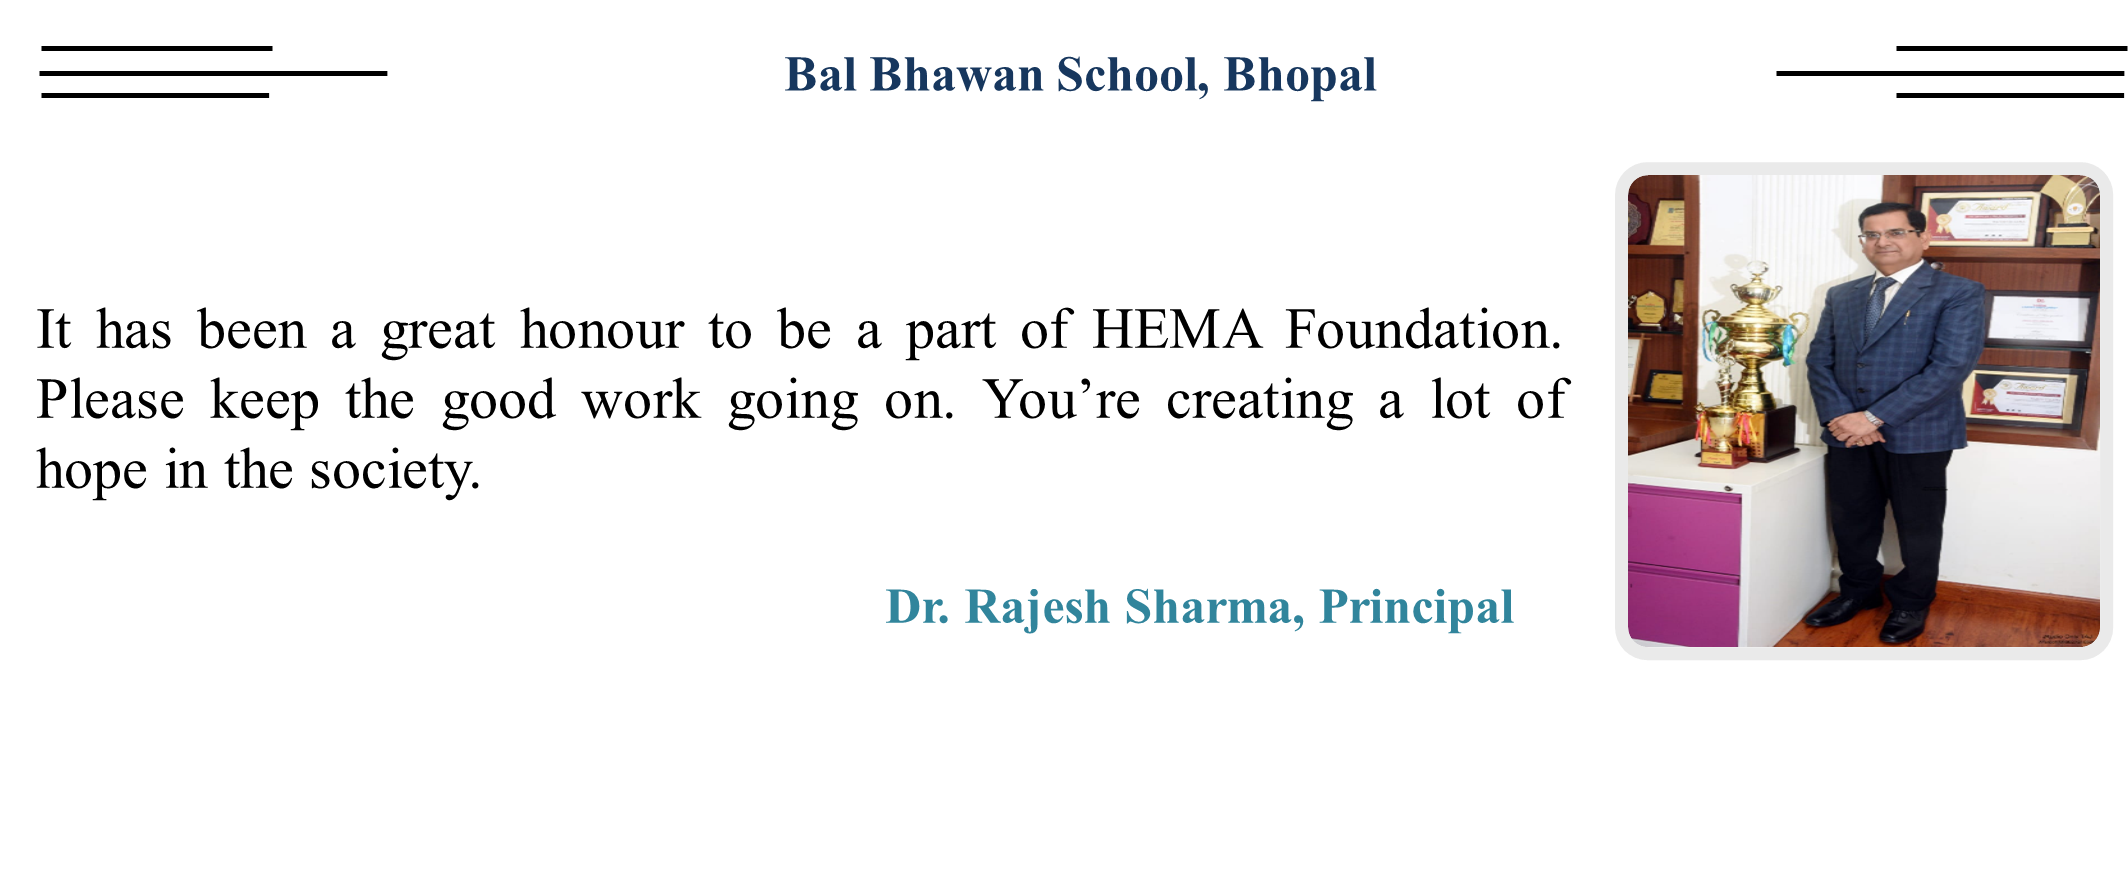 Bal Bhawan School, Bhopal
It has been a great honour to be a part of HEMA Foundation.
Please keep the good work going on. You’re creating a lot of
hope in the society.
Dr. Rajesh Sharma, Principal